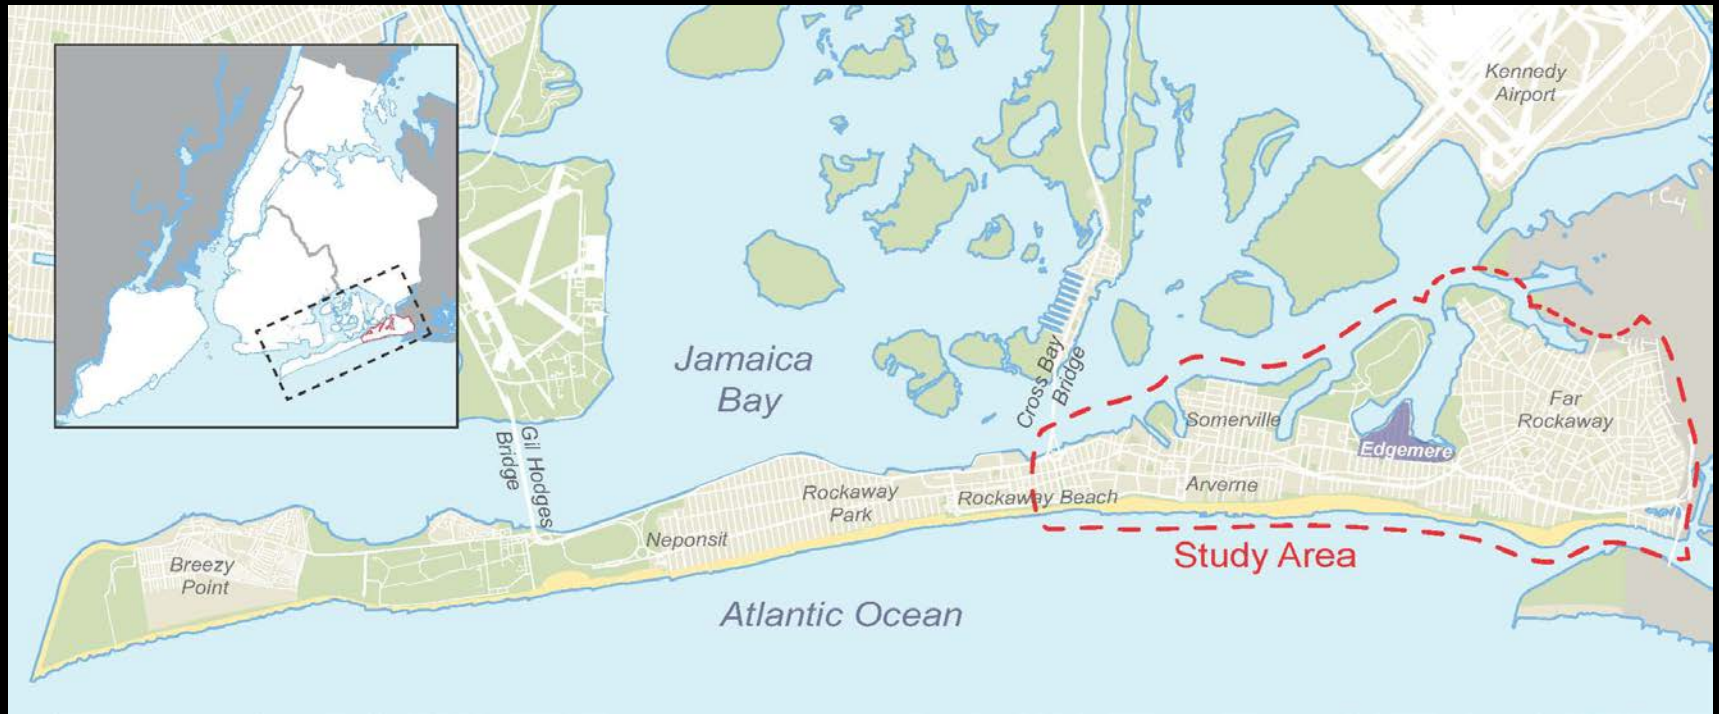 Kennedy
Airport
Jamaica
Bay
Cross Bay
Bridge
Gil Hodges
Bridge
Somerville
Far
Rockaway
Edgemere
Arverne
Rockaway
Park
Rockaway Beach
Neponsit
Breezy
Point
Study Area
Atlantic Ocean